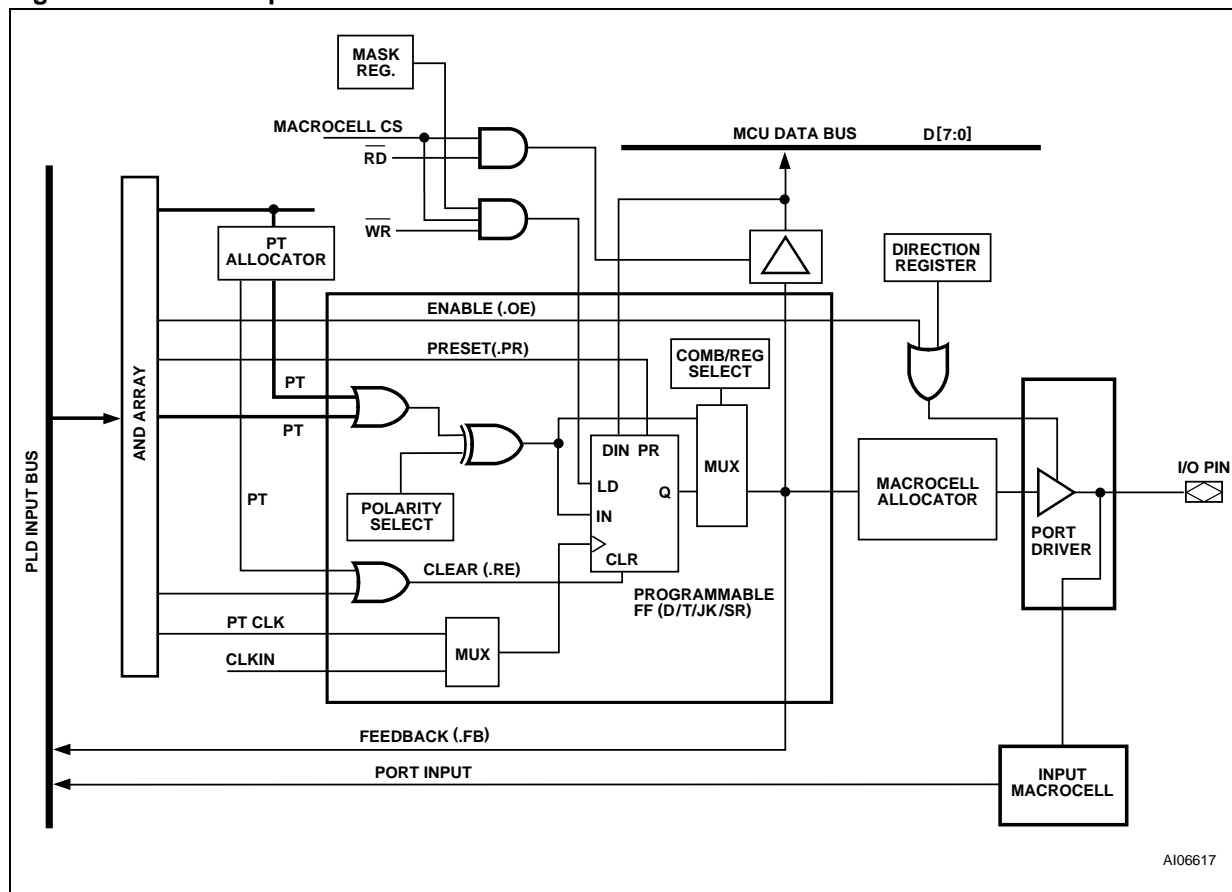 MASK
REG.
MACROCELL CS
RD
WR
MCU DATA BUS
D[7:0]
PT
ALLOCATOR
DIRECTION
REGISTER
ENABLE (.OE)
PRESET(.PR)
COMB/REG
SELECT
PT
PT
AND ARRAY
PLD INPUT BUS
DIN PR
MUX
LD
Q
IN
CLR
MACROCELL
ALLOCATOR
I/O PIN
POLARITY
SELECT
PT
PORT
DRIVER
CLEAR (.RE)
PROGRAMMABLE
FF (D/T/JK/SR)
PT CLK
MUX
CLKIN
FEEDBACK (.FB)
PORT INPUT
INPUT
MACROCELL
AI06617